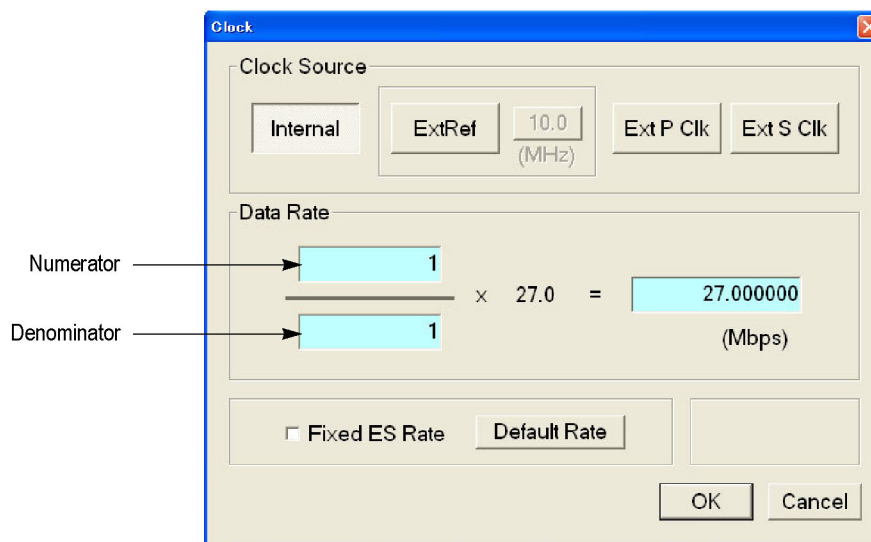 Clock
Clock Source
Internal
ExtRef
10.0
(MHz)
Ext P Clk
Ext S Clk
Data Rate
Numerator
1
x 27.0 = 27.000000
Denominator
1
(Mbps)
Fixed ES Rate
Default Rate
OK
Cancel